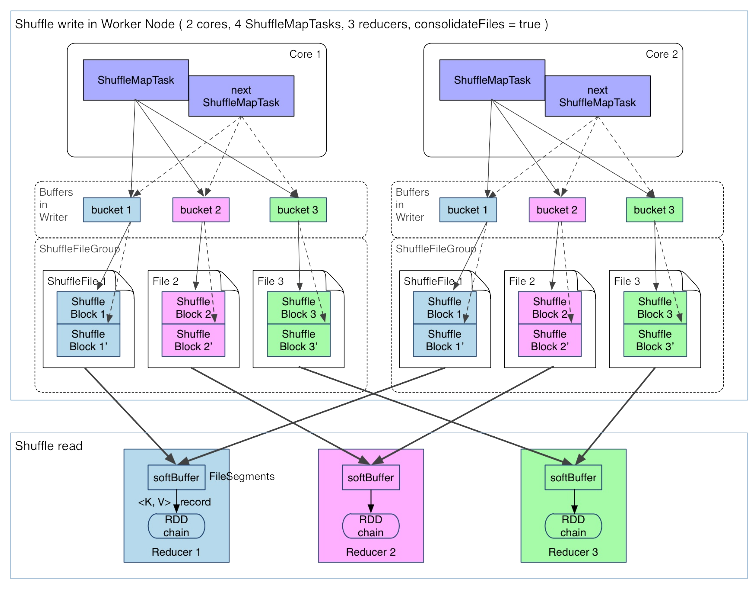 Shuffle write in Worker Node ( 2 cores, 4 ShuffleMapTasks, 3 reducers, consolidateFiles = true )
Core 1
ShuffleMapTask
next
ShuffleMapTask
Core 2
ShuffleMapTask
next
ShuffleMapTask
Buffers
in
Writer
bucket 1
bucket 2
bucket 3
Buffers
in
Writer
bucket 1
bucket 2
bucket 3
ShuffleFileGroup
ShuffleFile 1
File 2
File 3
Shuffle
Block 1
Shuffle
Block 2
Shuffle
Block 3
Shuffle
Block 1'
Shuffle
Block 2'
Shuffle
Block 3'
ShuffleFileGroup
ShuffleFile 1
File 2
File 3
Shuffle
Block 1
Shuffle
Block 2
Shuffle
Block 3
Shuffle
Block 1'
Shuffle
Block 2'
Shuffle
Block 3'
Shuffle read
softBuffer
FileSegments
<K, V> record
RDD
chain
Reducer 1
softBuffer
RDD
chain
Reducer 2
softBuffer
RDD
chain
Reducer 3